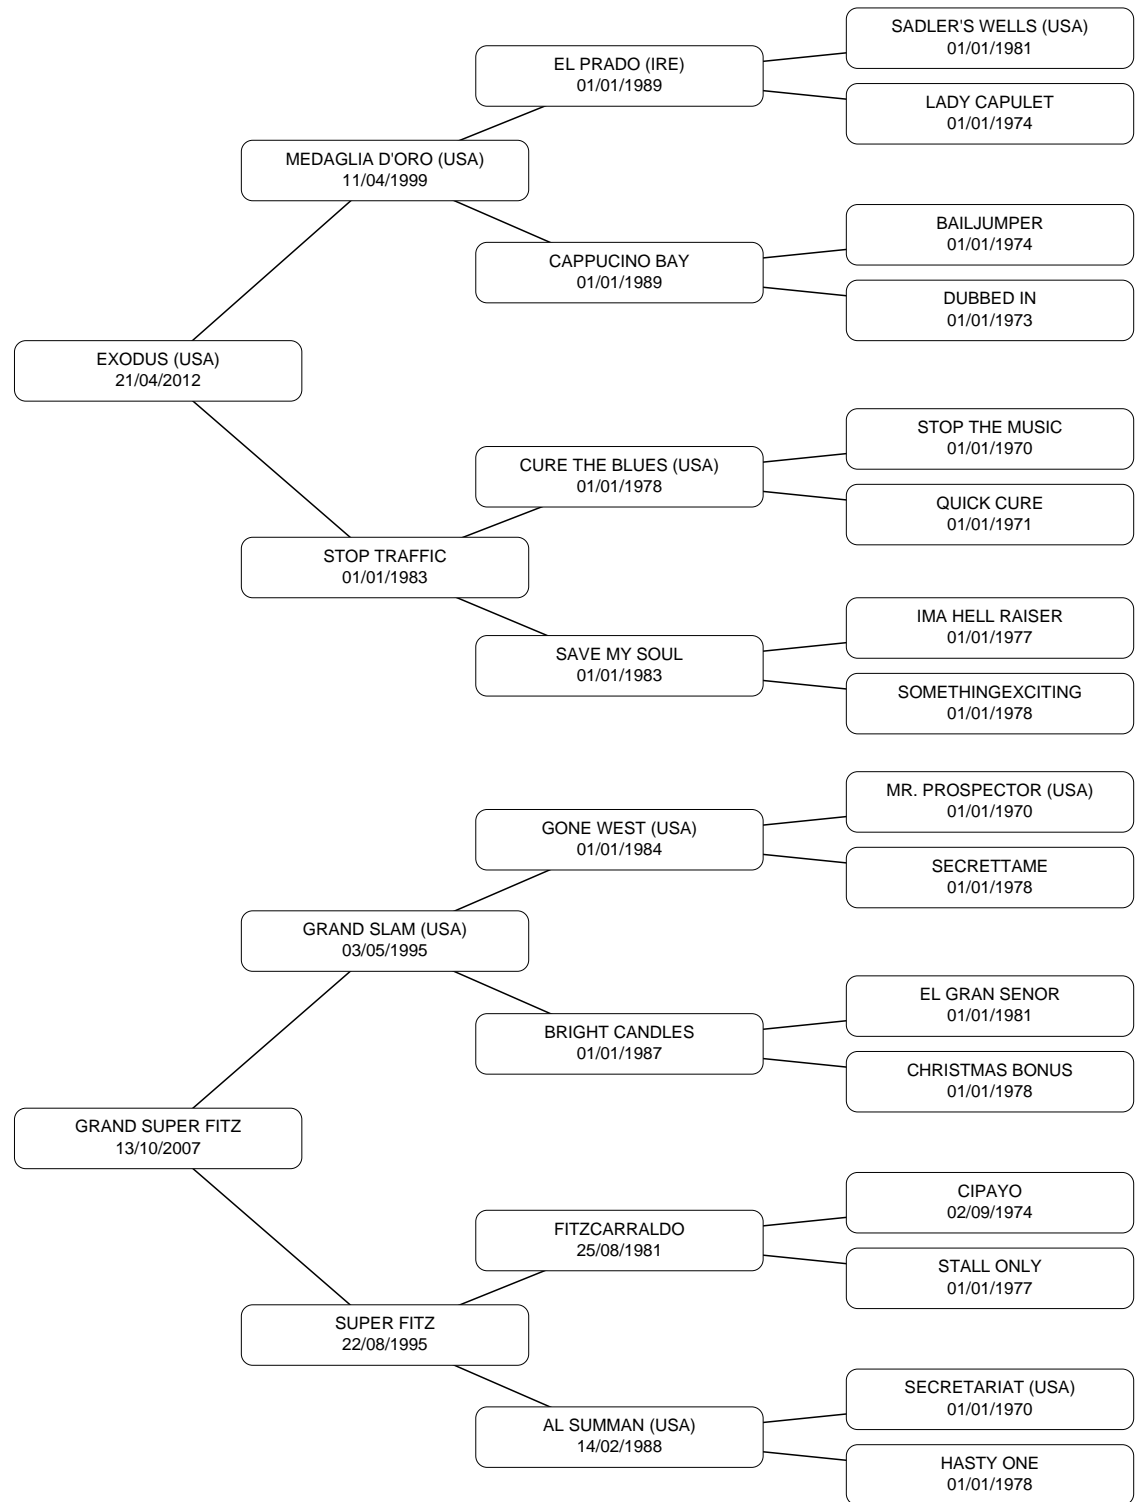 SADLER'S WELLS (USA)
01/01/1981
EL PRADO (IRE)
01/01/1989
LADY CAPULET
01/01/1974
MEDAGLIA D'ORO (USA)
11/04/1999
BAILJUMPER
01/01/1974
CAPPUCINO BAY
01/01/1989
DUBBED IN
01/01/1973
EXODUS (USA)
21/04/2012
STOP THE MUSIC
01/01/1970
CURE THE BLUES (USA)
01/01/1978
QUICK CURE
01/01/1971
STOP TRAFFIC
01/01/1983
IMA HELL RAISER
01/01/1977
SAVE MY SOUL
01/01/1983
SOMETHINGEXCITING
01/01/1978
MR. PROSPECTOR (USA)
01/01/1970
GONE WEST (USA)
01/01/1984
SECRETTAME
01/01/1978
GRAND SLAM (USA)
03/05/1995
EL GRAN SENOR
01/01/1981
BRIGHT CANDLES
01/01/1987
CHRISTMAS BONUS
01/01/1978
GRAND SUPER FITZ
13/10/2007
CIPAYO
02/09/1974
FITZCARRALDO
25/08/1981
STALL ONLY
01/01/1977
SUPER FITZ
22/08/1995
SECRETARIAT (USA)
01/01/1970
AL SUMMAN (USA)
14/02/1988
HASTY ONE
01/01/1978